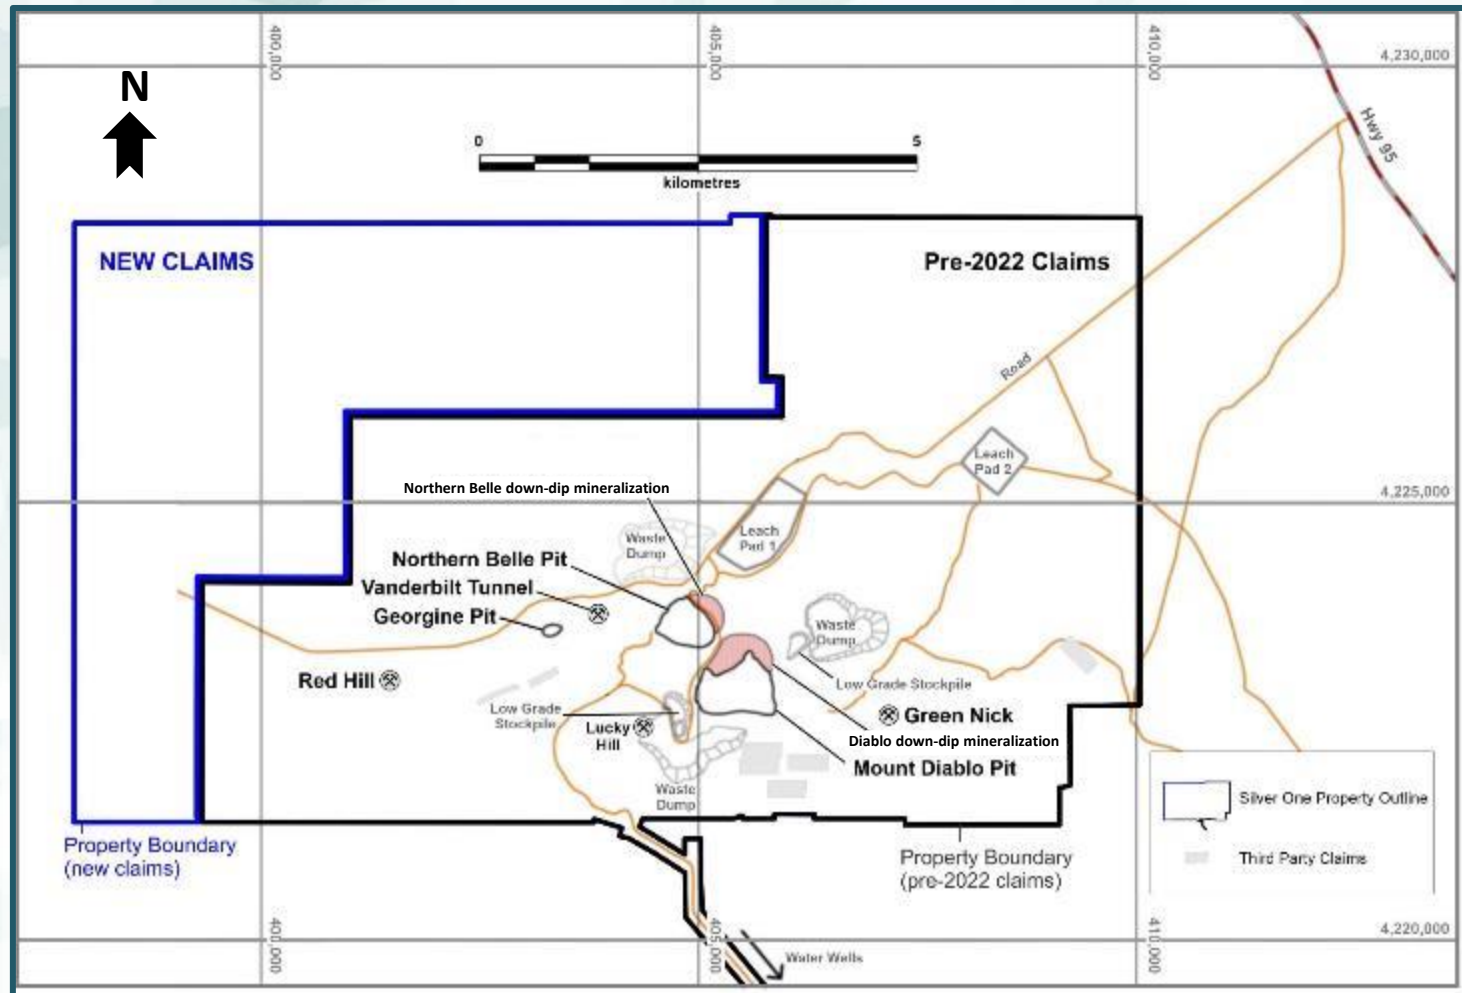 400,000
405,000
410,000
4,230,000
N
Hwy 95
0
5
kilometres
NEW CLAIMS
Pre-2022 Claims
Road
Leach
Pad 2
Northern Belle down-dip mineralization
4,225,000
Waste
Dump
Leach
Pad 1
Northern Belle Pit
Vanderbilt Tunnel
Georgine Pit
Waste
Dump
Red Hill
Low Grade Stockpile
Low Grade
Stockpile
Lucky
Hill
Green Nick
Diablo down-dip mineralization
Mount Diablo Pit
Waste
Dump
Silver One Property Outline
Third Party Claims
Property Boundary
(new claims)
Property Boundary
(pre-2022 claims)
400,000
405,000
410,000
4,220,000
Water Wells